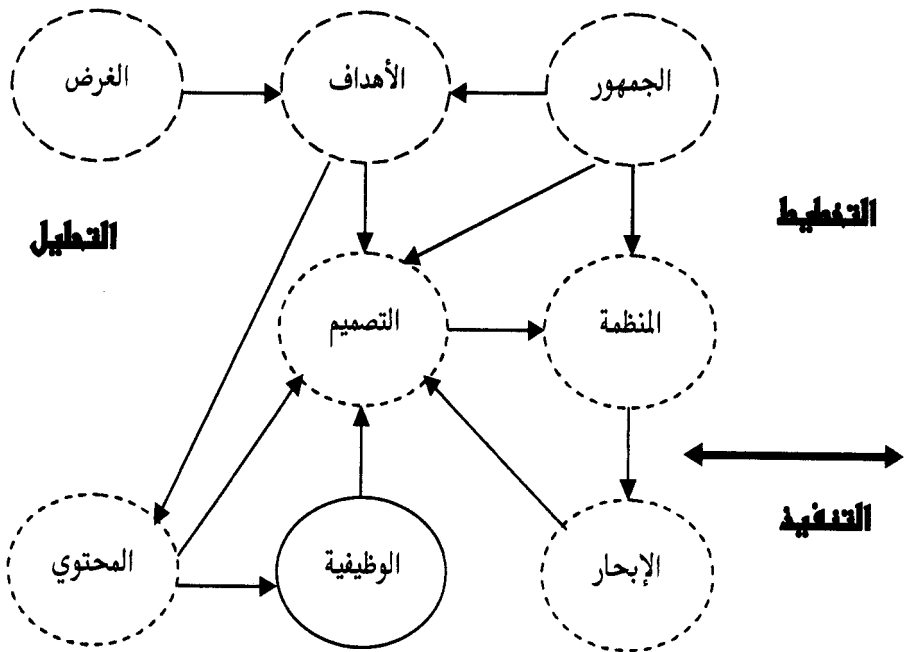 الجمهور
الأهداف
الغرض
التخطيط
التحليل
المنظمة
التصميم
التنفيذ
الإبحار
الوظيفية
المحتوي